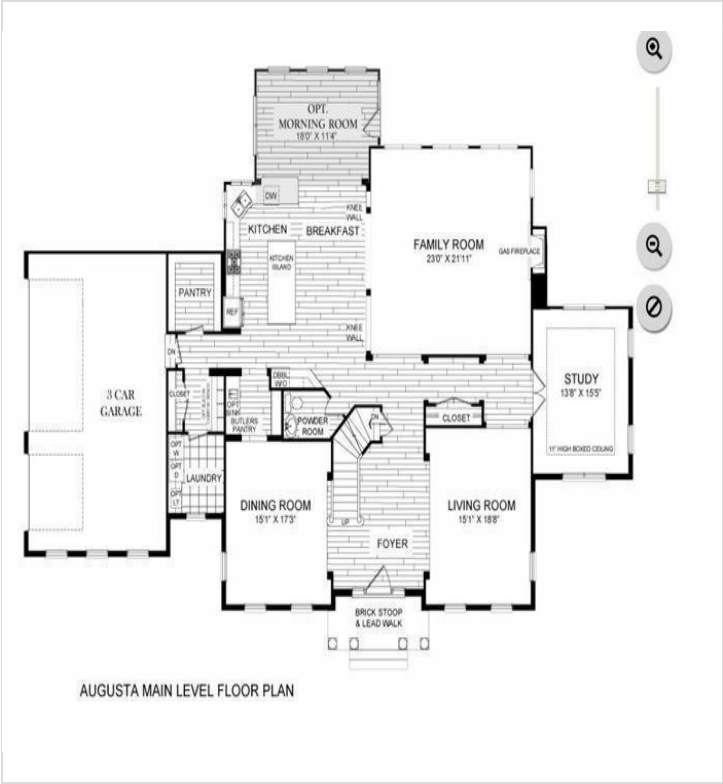 OPT.
MORNING ROOM
18'0" X 11'4"
DW
KNEE
WALL
KITCHEN
BREAKFAST
FAMILY ROOM
23'0" X 21'11"
GAS FIREPLACE
KITCHEN
ISLAND
PANTRY
REF
KNEE
WALL
DN
DBBL
W/O
STUDY
13'8" X 15'5"
3 CAR
GARAGE
CLOSET
OPT
SINK
BUTLERS
PANTRY
POWDER
ROOM
DN
CLOSET
11' HIGH BOXED CEILING
OPT
W
OPT
D
OPT
LT
LAUNDRY
DINING ROOM
15'1" X 17'3"
LIVING ROOM
15'1" X 18'8"
UP
FOYER
BRICK STOOP
& LEAD WALK
AUGUSTA MAIN LEVEL FLOOR PLAN